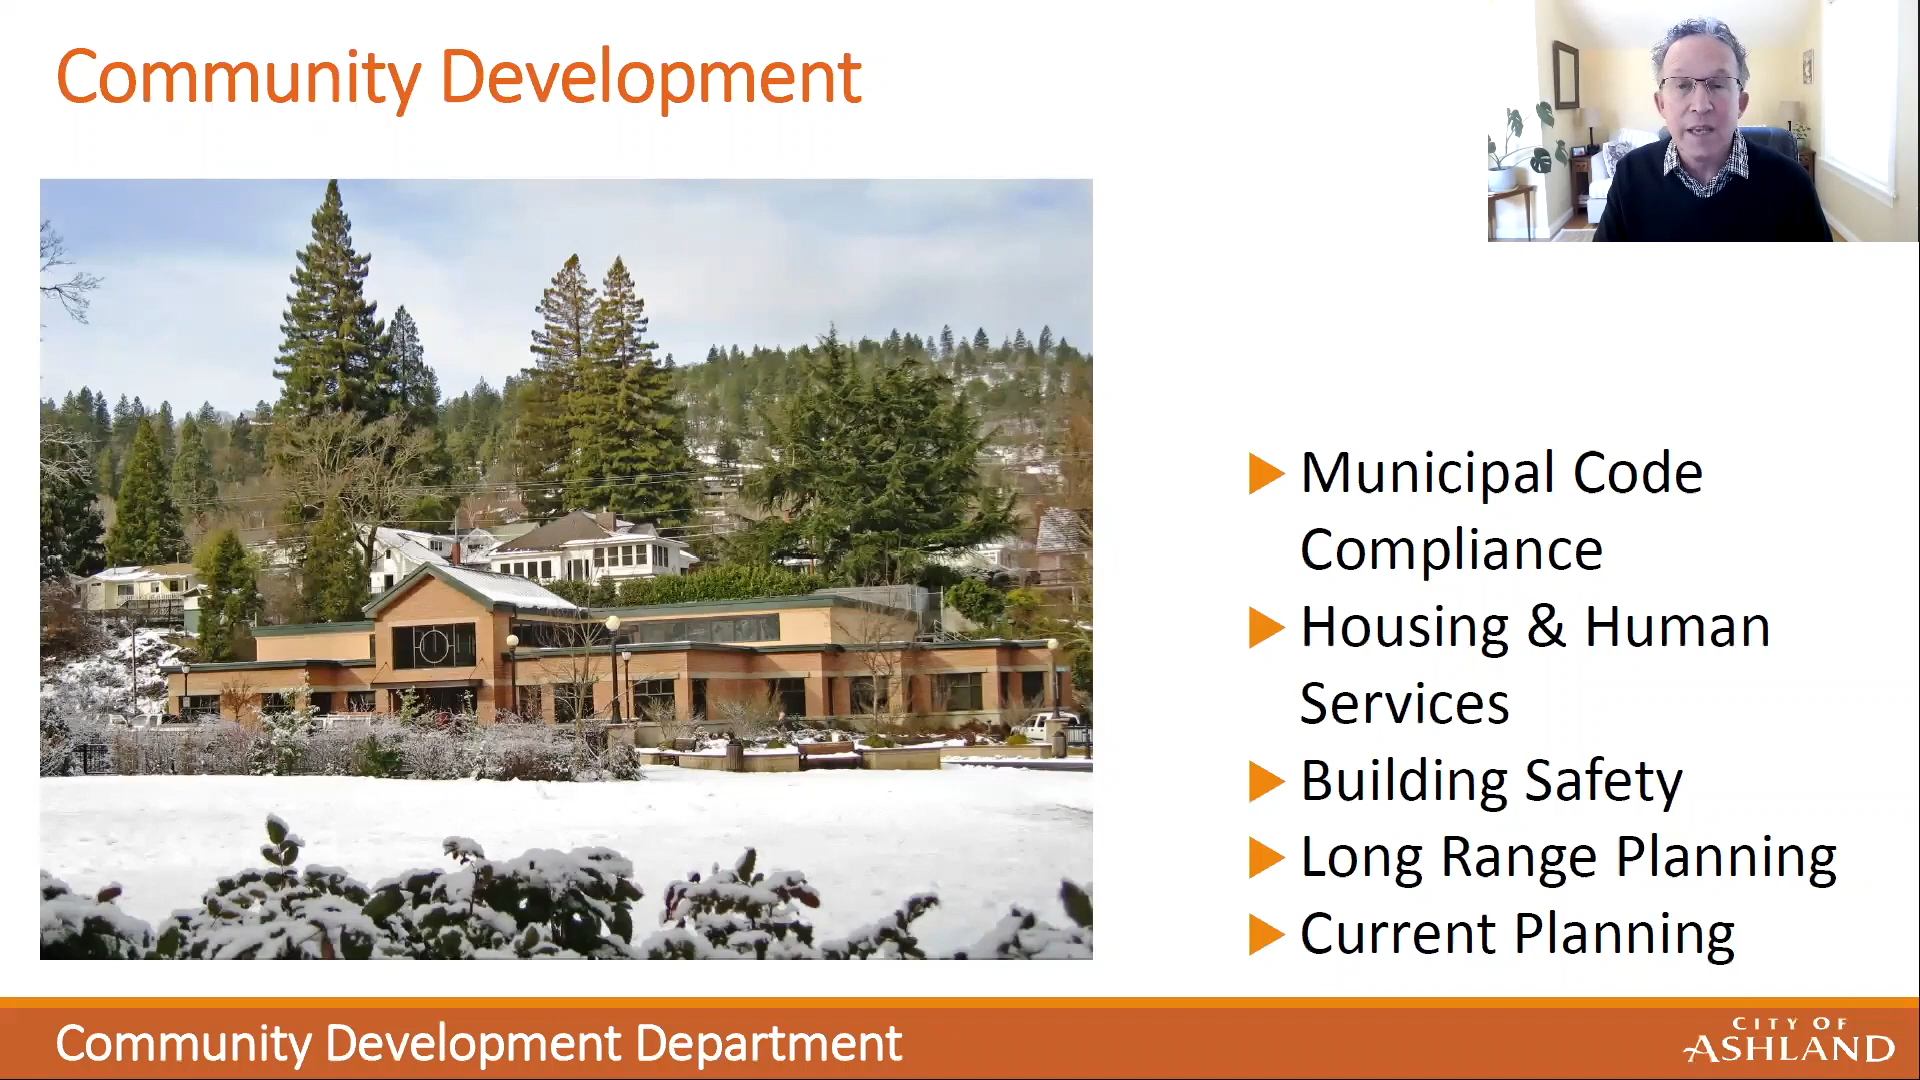 Community Development
Municipal Code
Compliance
Housing & Human
Services
Building Safety
Long Range Planning
Current Planning
Community Development Department
CITY OF
ASHLAND